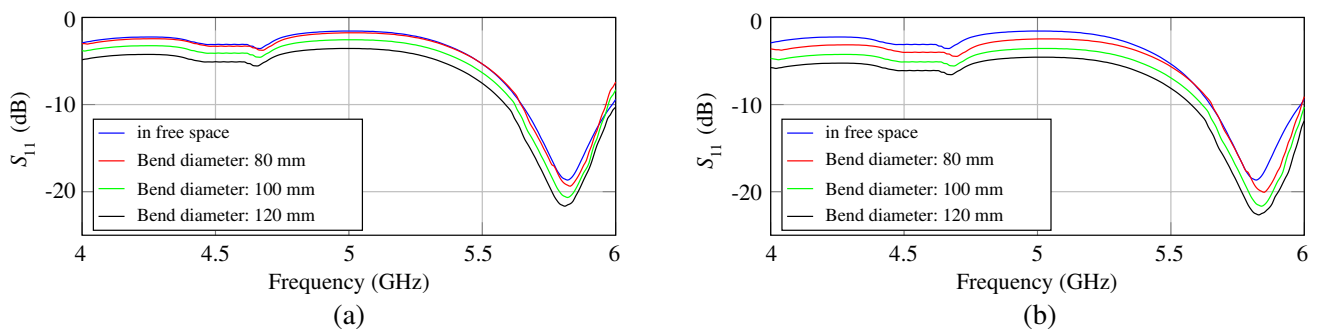 0
-10
-20
S11 (dB)
in free space
Bend diameter: 80 mm
Bend diameter: 100 mm
Bend diameter: 120 mm
4
4.5
5
5.5
6
Frequency (GHz)
(a)
0
-10
-20
S11 (dB)
in free space
Bend diameter: 80 mm
Bend diameter: 100 mm
Bend diameter: 120 mm
4
4.5
5
5.5
6
Frequency (GHz)
(b)